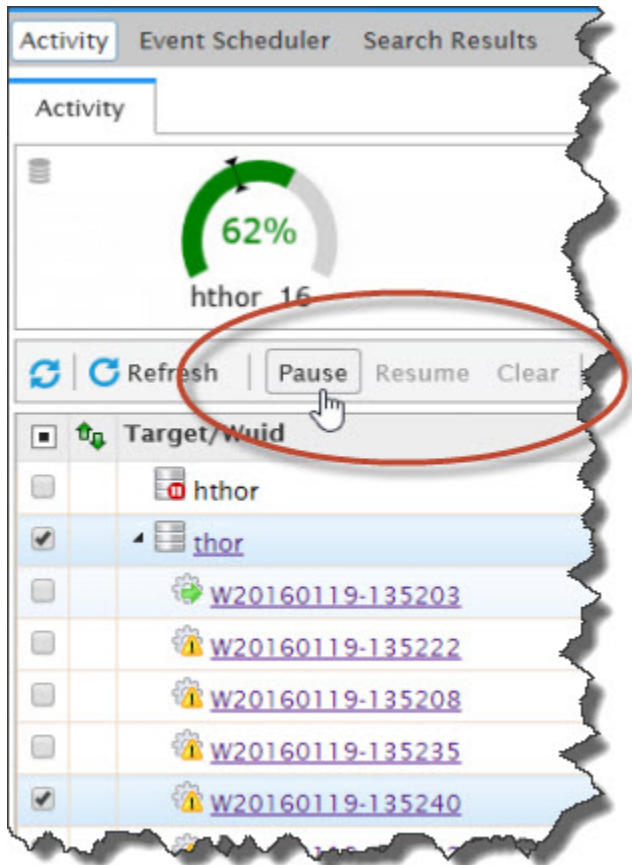 Activity Event Scheduler Search Results
Activity
62%
hthor 16
Refresh Pause Resume Clear
Target/Wuid
hthor
thor
W20160119-135203
W20160119-135222
W20160119-135208
W20160119-135235
W20160119-135240